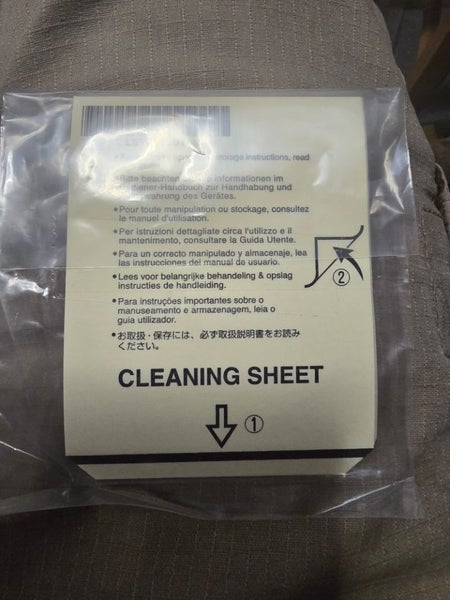 storage instructions, read
Bitte beachten Informationen im
Bediener-Handbuch zur Handhabung und
des Gerätes.
•Pour toute manipulation ou stockage, consultez
le manuel d'utilisation.
•Per istruzioni dettagliate circa l'utilizzo e il
mantenimento, consultare la Guida Utente.
•Para un correcto manipulado y almacenaje, lea
las instrucciones del manual de usuario.
•Lees voor belangrijke behandeling & opslag
instructies de handleiding.
•Para instruções importantes sobre o
manuseamento e armazenagem, leia o
guia utilizador.
•お取扱・保存には、必ず取扱説明書をお読み
ください。
②
CLEANING SHEET
①